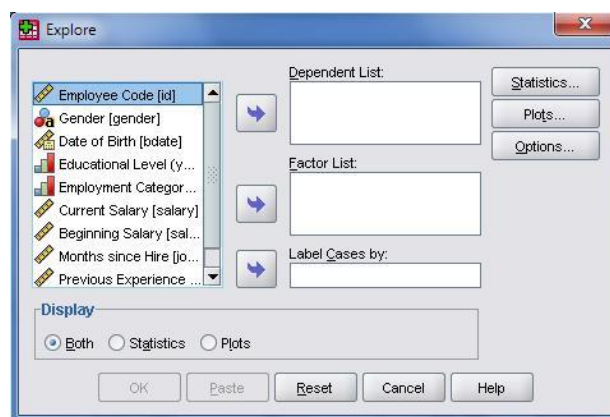 Explore
Employee Code [id]
Gender [gender]
Date of Birth [bdate]
Educational Level (y...
Employment Categor...
Current Salary [salary]
Beginning Salary [sal...
Months since Hire [jo...
Previous Experience ...
Dependent List:
Factor List:
Label Cases by:
Statistics...
Plots...
Options...
Display
Both Statistics Plots
OK Paste Reset Cancel Help